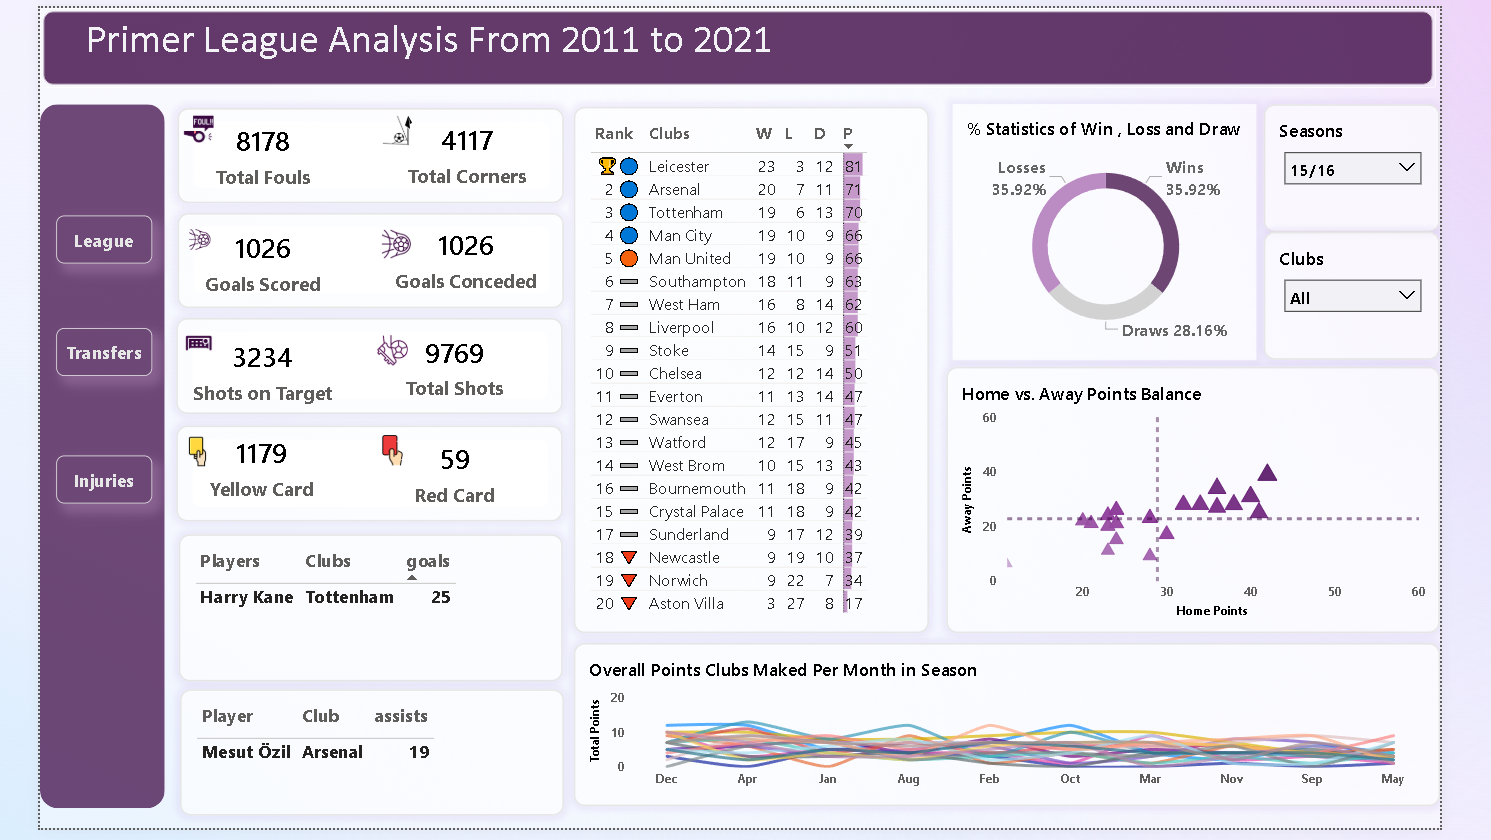 Primer League Analysis From 2011 to 2021
League
Transfers
Injuries
FOUL!!
8178
Total Fouls
4117
Total Corners
1026
Goals Scored
1026
Goals Conceded
3234
Shots on Target
9769
Total Shots
1179
Yellow Card
59
Red Card
Players Clubs goals
Harry Kane Tottenham 25
Player Club assists
Mesut Özil Arsenal 19
Rank Clubs W L D P
Leicester 23 3 12 81
2 Arsenal 20 7 11 71
3 Tottenham 19 6 13 70
4 Man City 19 10 9 66
5 Man United 19 10 9 66
6 Southampton 18 11 9 63
7 West Ham 16 8 14 62
8 Liverpool 16 10 12 60
9 Stoke 14 15 9 51
10 Chelsea 12 12 14 50
11 Everton 11 13 14 47
12 Swansea 12 15 11 47
13 Watford 12 17 9 45
14 West Brom 10 15 13 43
16 Bournemouth 11 18 9 42
15 Crystal Palace 11 18 9 42
17 Sunderland 9 17 12 39
18 Newcastle 9 19 10 37
19 Norwich 9 22 7 34
20 Aston Villa 3 27 8 17
% Statistics of Win , Loss and Draw
Losses
35.92%
Wins
35.92%
Draws 28.16%
Seasons
15/16
Clubs
All
Home vs. Away Points Balance
Away Points
60
40
20
0
20 30 40 50 60
Home Points
Overall Points Clubs Maked Per Month in Season
Total Points
20
10
0
Dec Apr Jan Aug Feb Oct Mar Nov Sep May